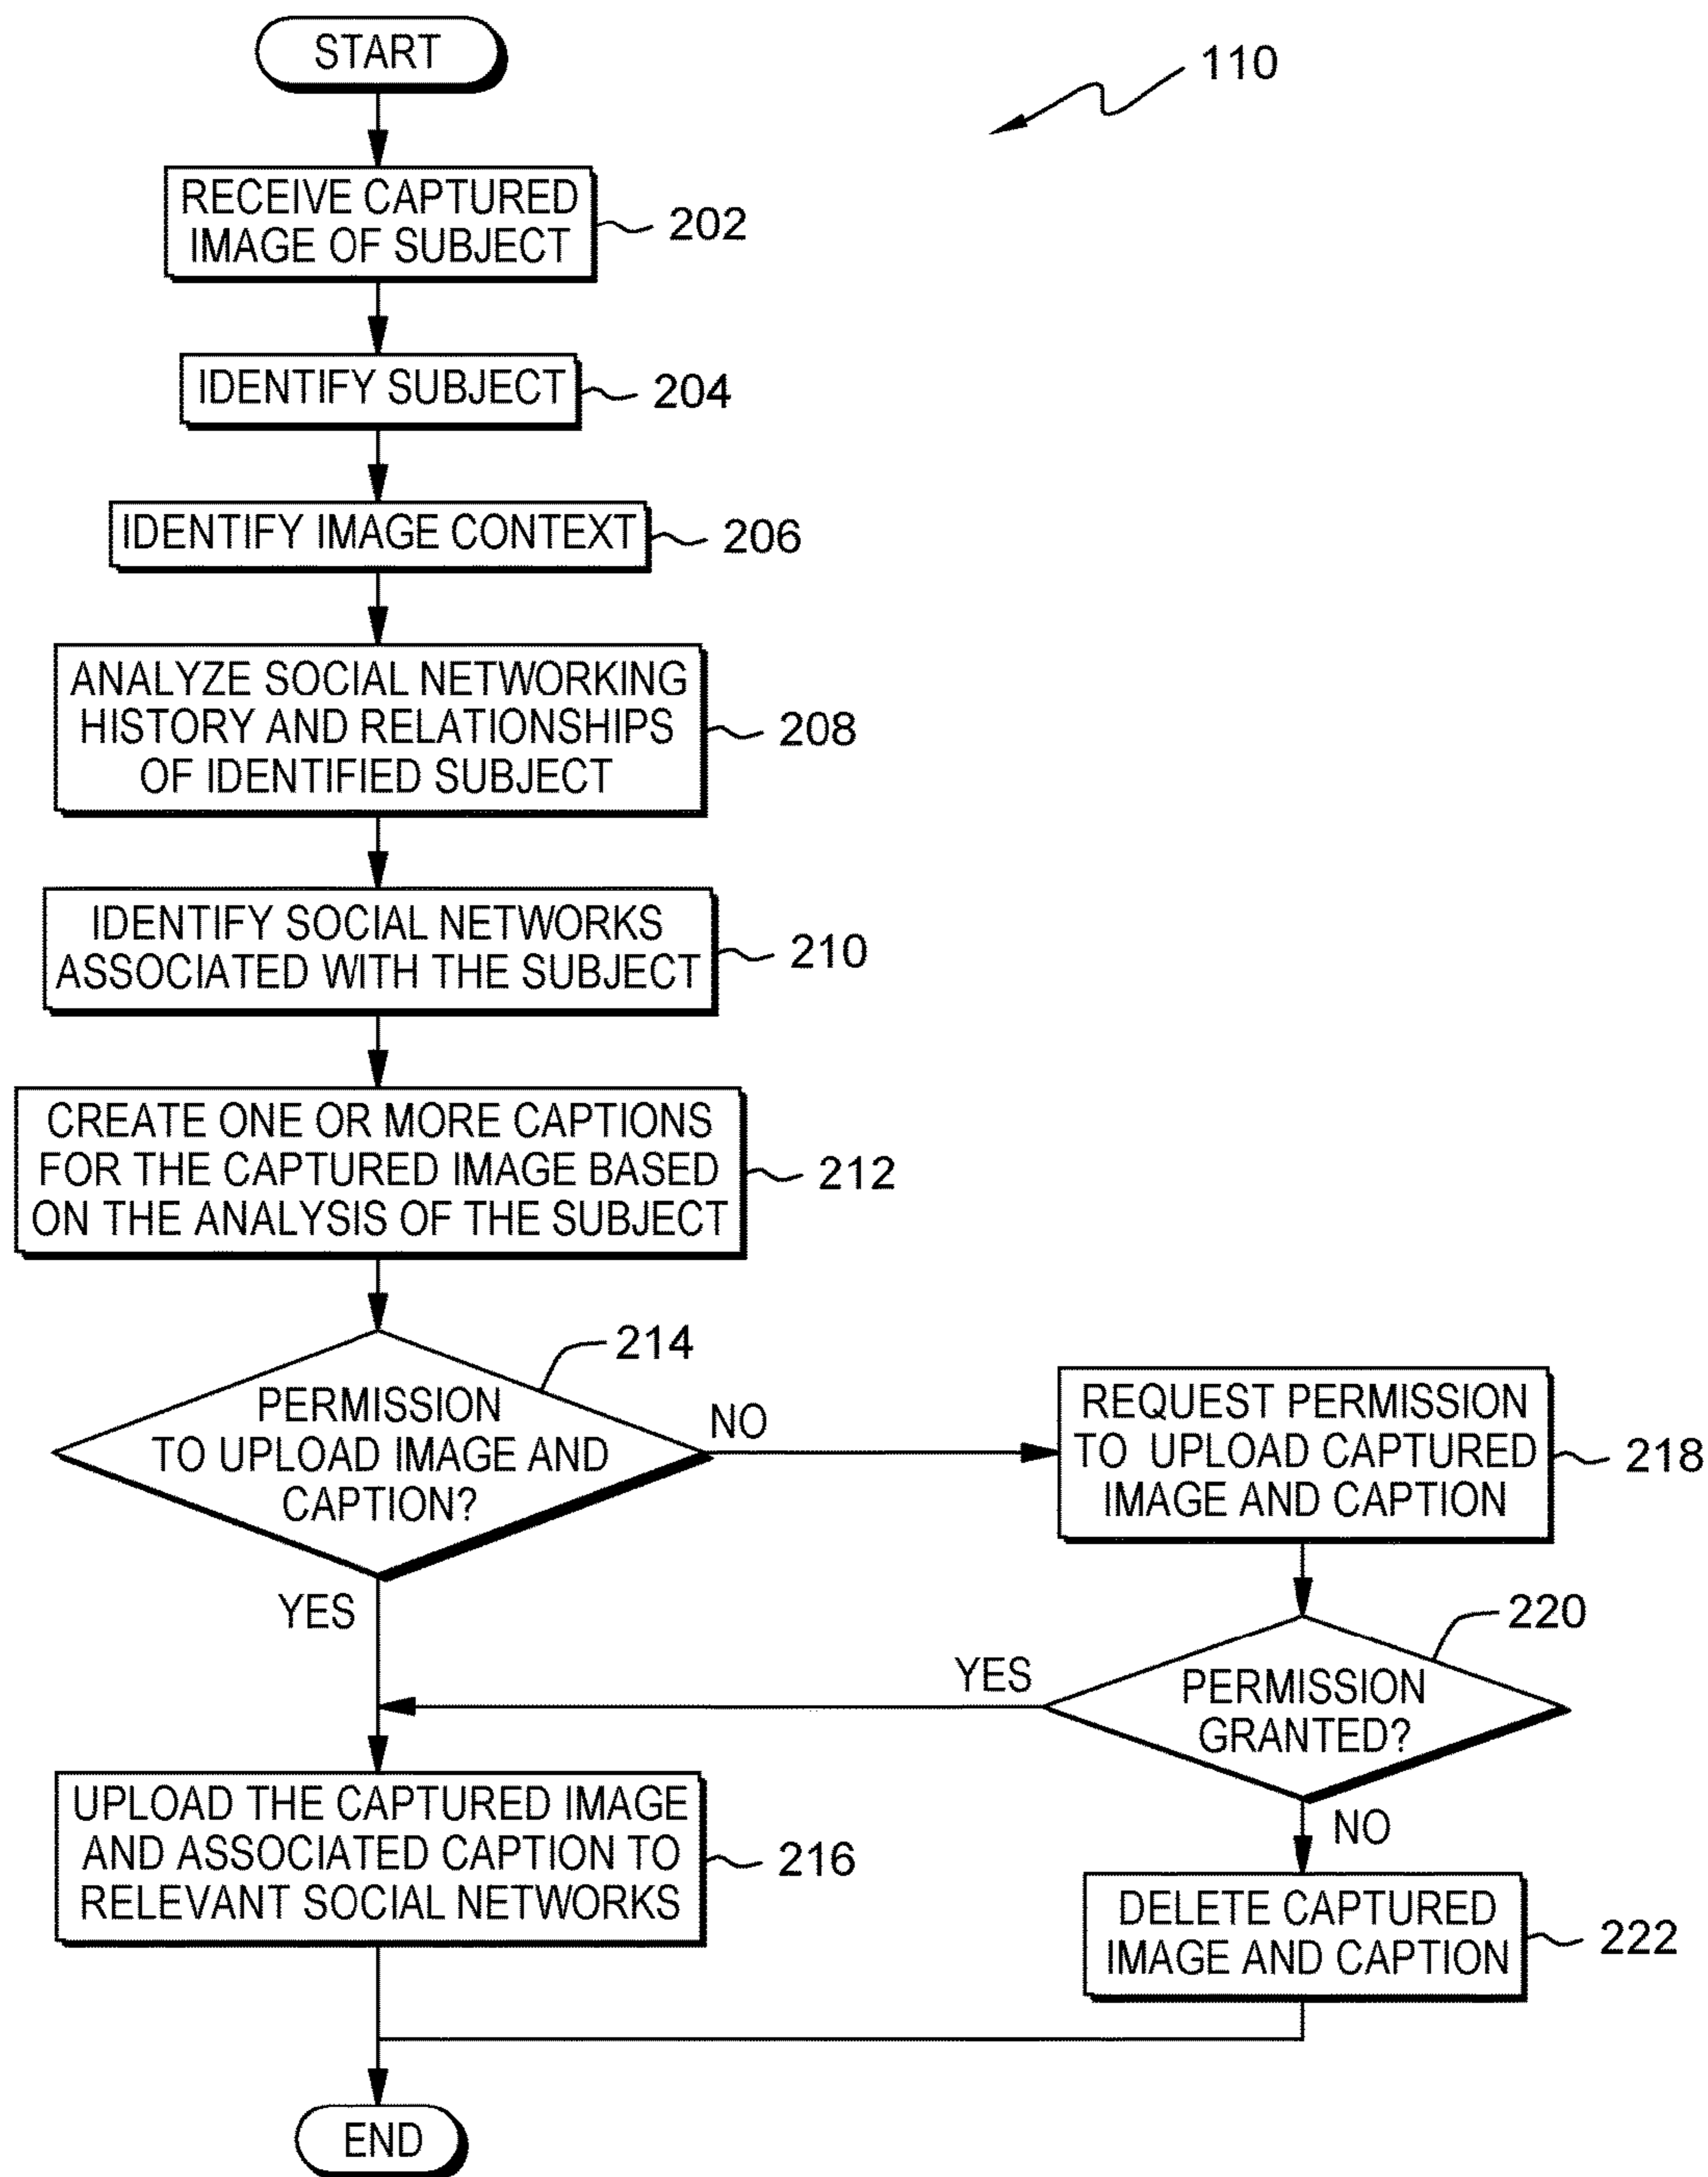 START
110
RECEIVE CAPTURED
IMAGE OF SUBJECT
202
IDENTIFY SUBJECT
204
IDENTIFY IMAGE CONTEXT
206
ANALYZE SOCIAL NETWORKING
HISTORY AND RELATIONSHIPS
OF IDENTIFIED SUBJECT
208
IDENTIFY SOCIAL NETWORKS
ASSOCIATED WITH THE SUBJECT
210
CREATE ONE OR MORE CAPTIONS
FOR THE CAPTURED IMAGE BASED
ON THE ANALYSIS OF THE SUBJECT
212
214
PERMISSION
TO UPLOAD IMAGE AND
CAPTION?
NO
REQUEST PERMISSION
TO UPLOAD CAPTURED
IMAGE AND CAPTION
218
YES
220
PERMISSION
GRANTED?
YES
NO
UPLOAD THE CAPTURED IMAGE
AND ASSOCIATED CAPTION TO
RELEVANT SOCIAL NETWORKS
216
DELETE CAPTURED
IMAGE AND CAPTION
222
END